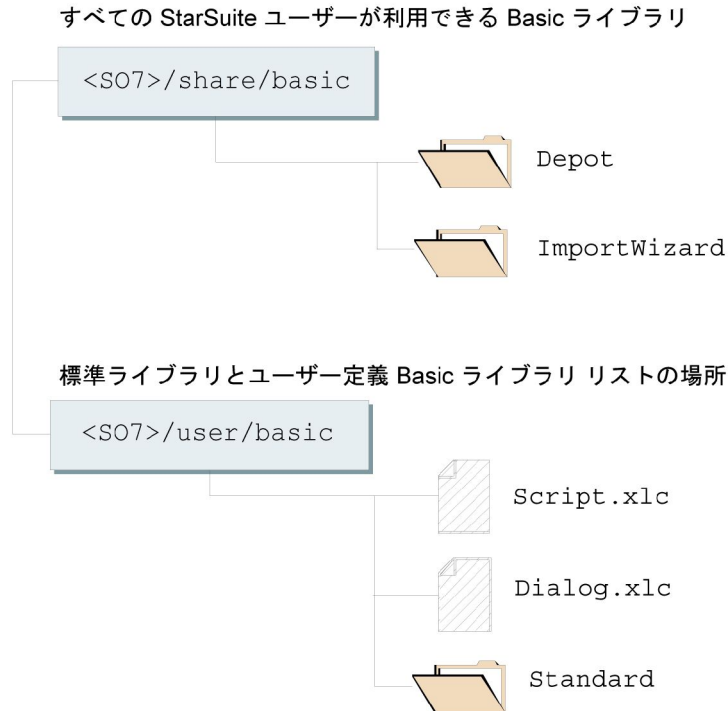 すべての StarSuite ユーザーが利用できる Basic ライブラリ
<SO7>/share/basic
Depot
ImportWizard
標準ライブラリとユーザー定義 Basic ライブラリ リストの場所
<SO7>/user/basic
Script.xlc
Dialog.xlc
Standard